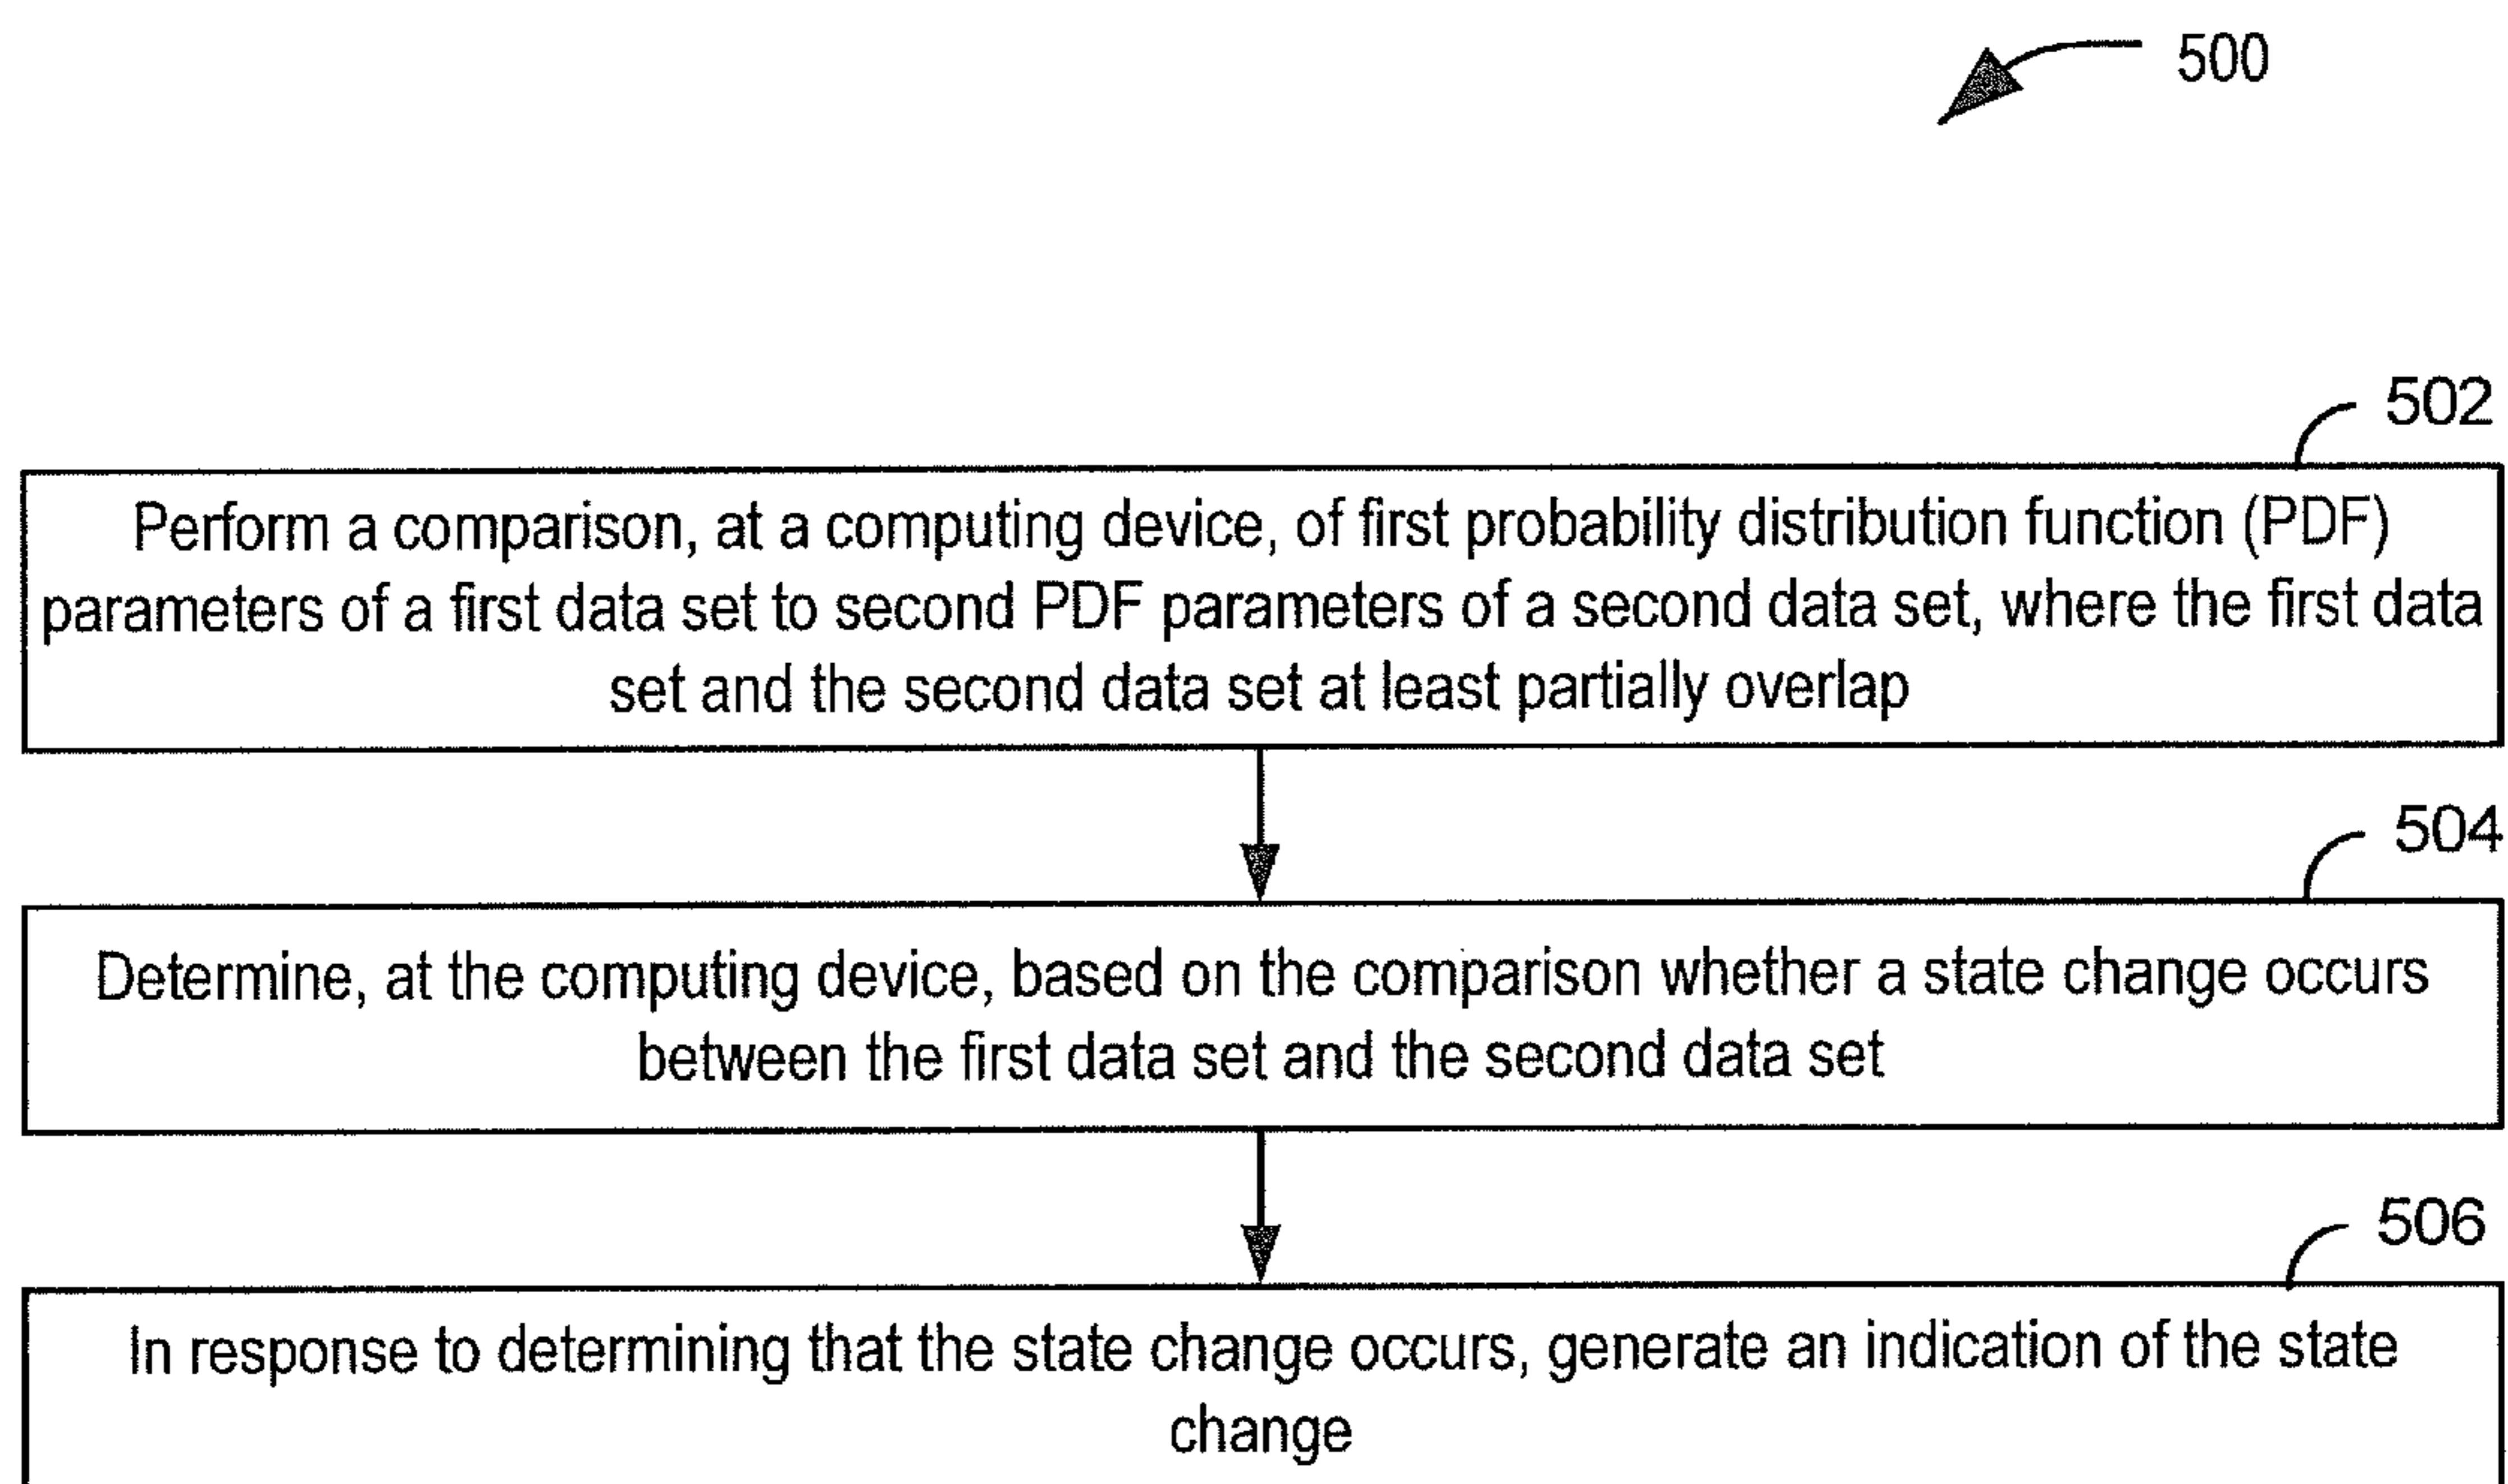 500
502
Perform a comparison, at a computing device, of first probability distribution function (PDF)
parameters of a first data set to second PDF parameters of a second data set, where the first data
set and the second data set at least partially overlap
504
Determine, at the computing device, based on the comparison whether a state change occurs
between the first data set and the second data set
506
In response to determining that the state change occurs, generate an indication of the state
change